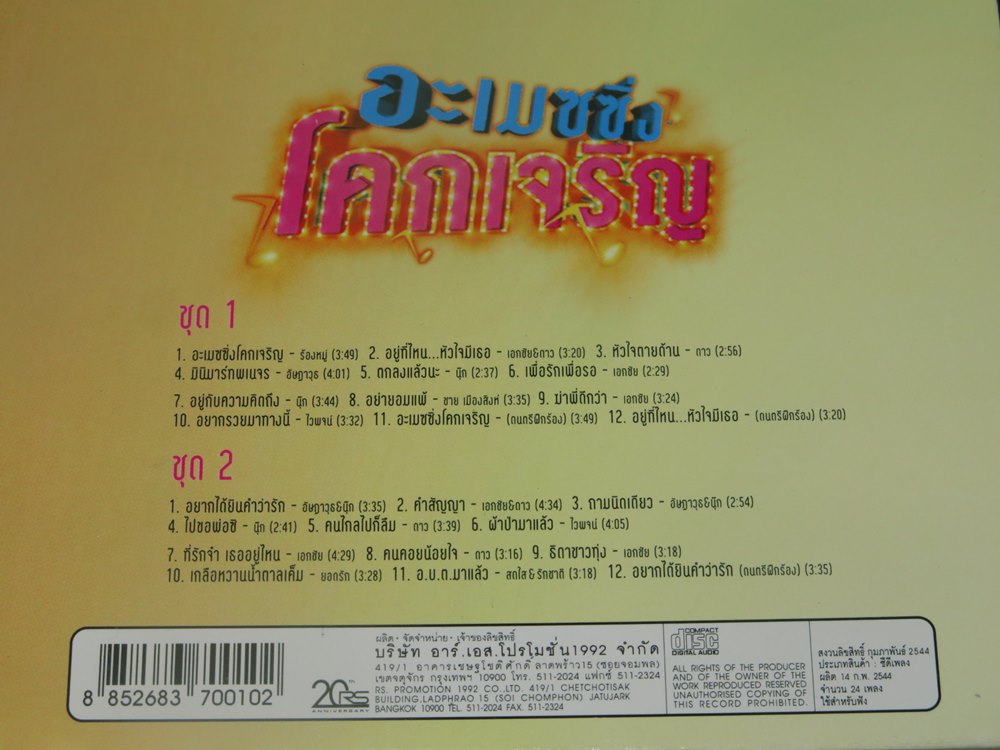 อะเมซซิ่ง
โคกเจริญ
ชุด 1
1. อะเมซซิ่งโคกเจริญ - ร้องหมู่ (3:49) 2. อยู่ที่ไหน...หัวใจมีเธอ - เอกชัย&ดาว (3:20) 3. หัวใจตายด้าน - ดาว (2:56)
4. มินิมาร์ทพเนจร - อัษฎาวุธ (4:01) 5. ตกลงแล้วนะ - นุ๊ก (2:37) 6. เพื่อรักเพื่อรอ - เอกชัย (2:29)
7. อยู่กับความคิดถึง - นุ๊ก (3:44) 8. อย่ายอมแพ้ - ชาย เมืองสิงห์ (3:35) 9. ฆ่าพี่ดีกว่า - เอกชัย (3:24)
10. อยากรวยมาทางนี้ - ไวพจน์ (3:32) 11. อะเมซซิ่งโคกเจริญ - (ดนตรีฝึกร้อง) (3:49) 12. อยู่ที่ไหน...หัวใจมีเธอ - (ดนตรีฝึกร้อง) (3:20)
ชุด 2
1. อยากได้ยินคำว่ารัก - อัษฎาวุธ&นุ๊ก (3:35) 2. คำสัญญา - เอกชัย&ดาว (4:34) 3. ถามนิดเดียว - อัษฎาวุธ&นุ๊ก (2:54)
4. ไปขอพ่อซิ - นุ๊ก (2:41) 5. คนไกลไปก็ลืม - ดาว (3:39) 6. ผ้าป่ามาแล้ว - ไวพจน์ (4:05)
7. ที่รักจ๋า เธออยู่ไหน - เอกชัย (4:29) 8. คนคอยน้อยใจ - ดาว (3:16) 9. ธิดาชาวทุ่ง - เอกชัย (3:18)
10. เกลือหวานน้ำตาลเค็ม - ยอดรัก (3:28) 11. อ.บ.ต.มาแล้ว - สดใส&รักชาติ (3:18) 12. อยากได้ยินคำว่ารัก (ดนตรีฝึกร้อง) (3:35)
8 852683 700102
20TH RS
ANNIVERSARY
ผลิต · จัดจำหน่าย · เจ้าของลิขสิทธิ์
บริษัท อาร์.เอส.โปรโมชั่น1992 จำกัด
419/1 อาคารเชษฐโชติศักดิ์ ลาดพร้าว15 (ซอยจอมพล)
เขตจตุจักร กรุงเทพฯ 10900 โทร. 511-2024 แฟกซ์ 511-2324
RS. PROMOTION 1992 CO.,LTD. 419/1 CHETCHOTISAK
BUILDING,LADPHRAO 15 (SOI CHOMPHON) JATUJARK
BANGKOK 10900 TEL. 511-2024 FAX. 511-2324
COMPACT
disc
DIGITAL AUDIO
ALL RIGHTS OF THE PRODUCER
AND OF THE OWNER OF THE
WORK REPRODUCED RESERVED
UNAUTHORISED COPYING OF
THIS RECORD PROHIBITED.
สงวนลิขสิทธิ์ กุมภาพันธ์ 2544
ประเภทสินค้า : ซีดีเพลง
ผลิต 14 ก.พ. 2544
จำนวน 24 เพลง
ใช้สำหรับฟัง